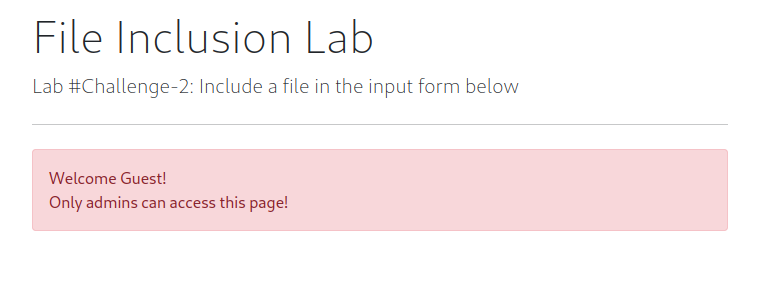 File Inclusion Lab
Lab #Challenge-2: Include a file in the input form below
Welcome Guest!
Only admins can access this page!